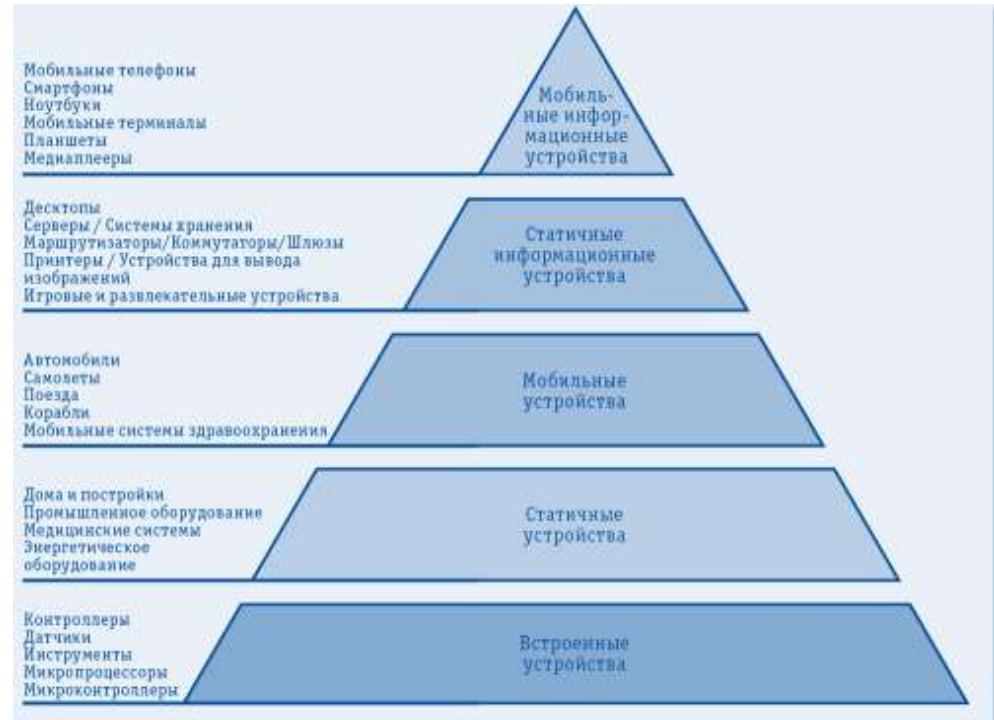 Мобильные телефоны
Смартфоны
Ноутбуки
Мобильные терминалы
Планшеты
Медиаплееры
Мобиль-
ные инфор-
мационные
устройства
Десктопы
Серверы / Системы хранения
Маршрутизаторы/Коммутаторы/Шлюзы
Принтеры / Устройства для вывода
изображений
Игровые и развлекательные устройства
Статичные
информационные
устройства
Автомобили
Самолеты
Поезда
Корабли
Мобильные системы здравоохранения
Мобильные
устройства
Дома и постройки
Промышленное оборудование
Медицинские системы
Энергетическое
оборудование
Статичные
устройства
Контроллеры
Датчики
Инструменты
Микропроцессоры
Микроконтроллеры
Встроенные
устройства